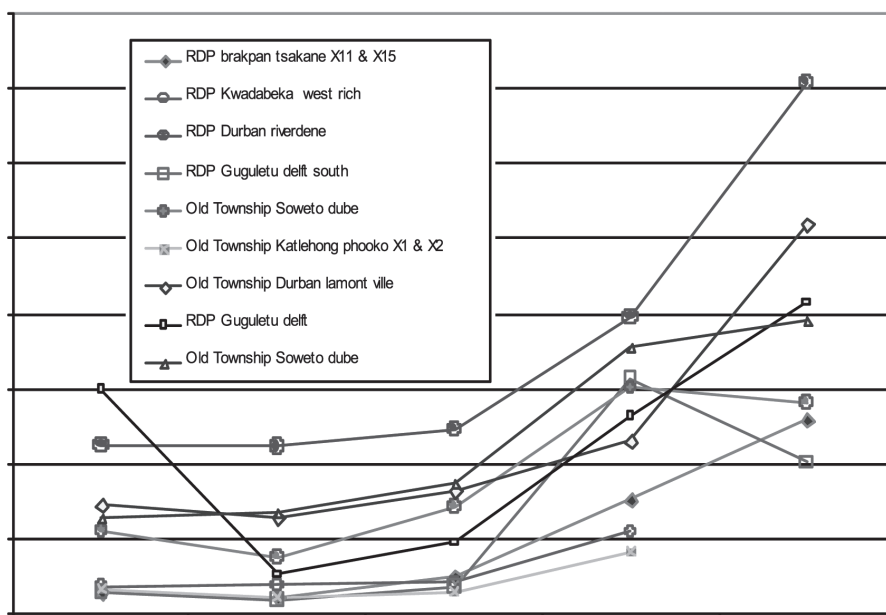 RDP brakpan tsakane X11 & X15
RDP Kwadabeka west rich
RDP Durban riverdene
RDP Guguletu delft south
Old Township Soweto dube
Old Township Katlehong phooko X1 & X2
Old Township Durban lamont ville
RDP Guguletu delft
Old Township Soweto dube